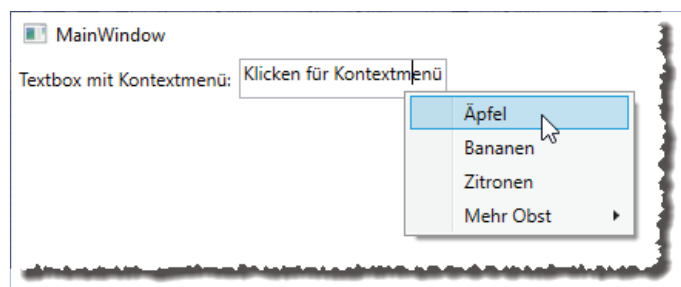 MainWindow
Textbox mit Kontextmenü: Klicken für Kontextmenü
Äpfel
Bananen
Zitronen
Mehr Obst